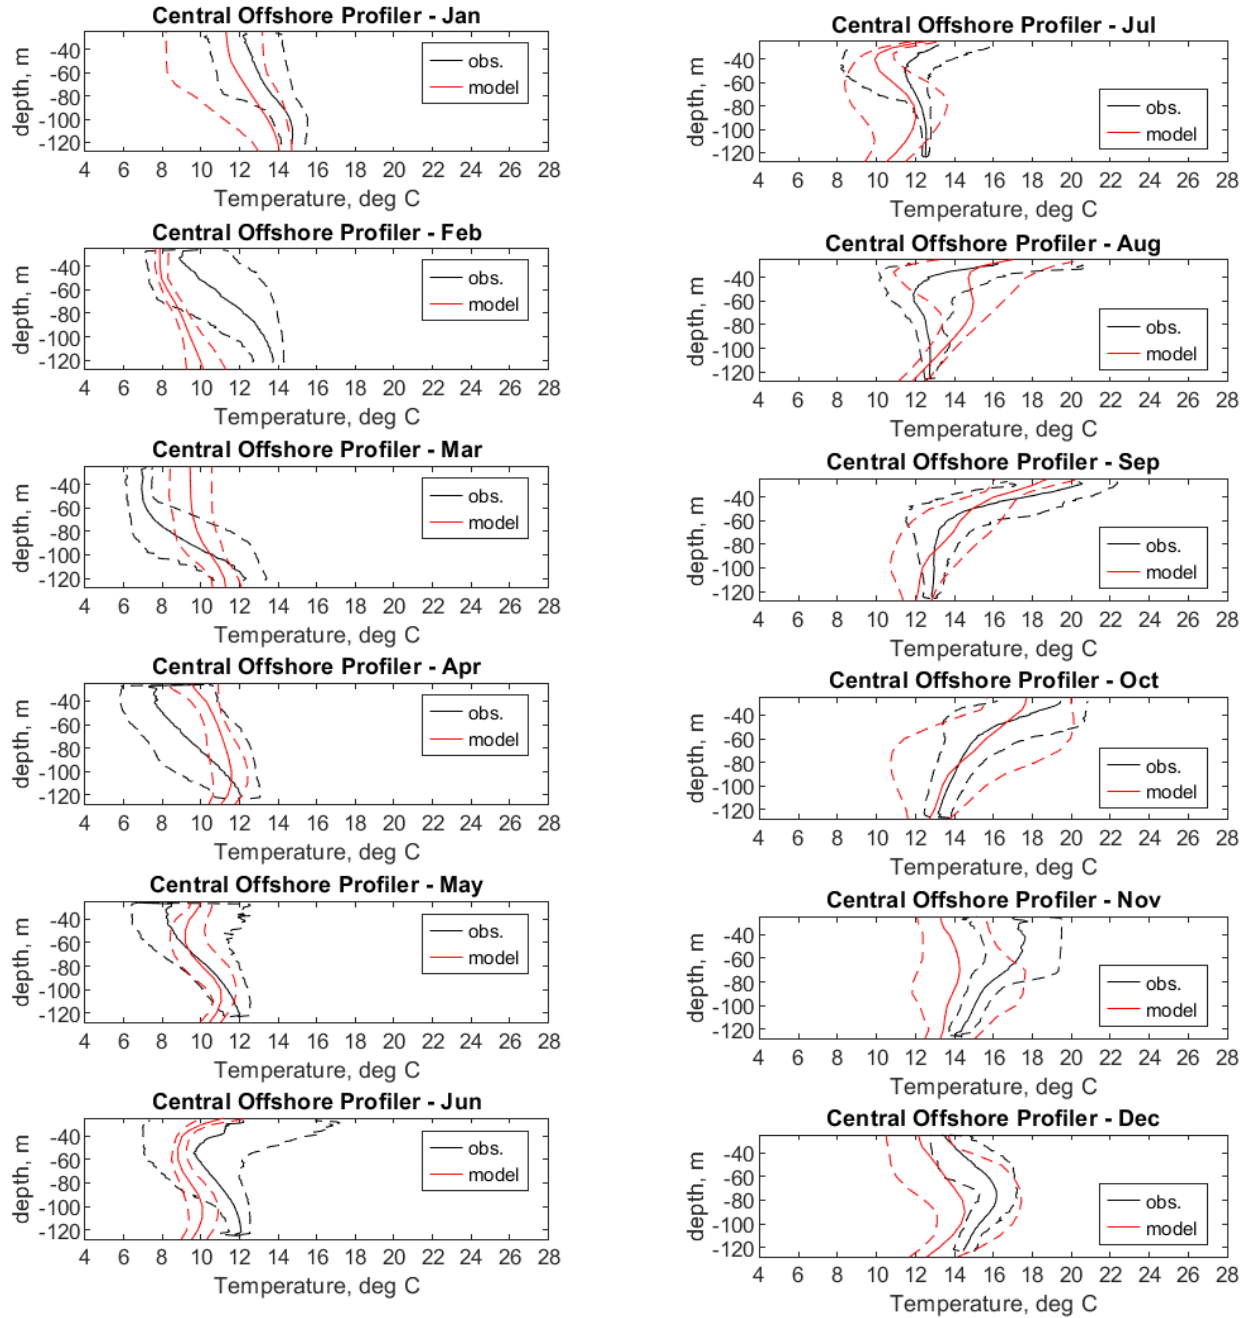 Central Offshore Profiler - Jan
depth, m
-40
-60
-80
-100
-120
obs.
model
4 6 8 10 12 14 16 18 20 22 24 26 28
Temperature, deg C
Central Offshore Profiler - Feb
depth, m
-40
-60
-80
-100
-120
obs.
model
4 6 8 10 12 14 16 18 20 22 24 26 28
Temperature, deg C
Central Offshore Profiler - Mar
depth, m
-40
-60
-80
-100
-120
obs.
model
4 6 8 10 12 14 16 18 20 22 24 26 28
Temperature, deg C
Central Offshore Profiler - Apr
depth, m
-40
-60
-80
-100
-120
obs.
model
4 6 8 10 12 14 16 18 20 22 24 26 28
Temperature, deg C
Central Offshore Profiler - May
depth, m
-40
-60
-80
-100
-120
obs.
model
4 6 8 10 12 14 16 18 20 22 24 26 28
Temperature, deg C
Central Offshore Profiler - Jun
depth, m
-40
-60
-80
-100
-120
obs.
model
4 6 8 10 12 14 16 18 20 22 24 26 28
Temperature, deg C
Central Offshore Profiler - Jul
depth, m
-40
-60
-80
-100
-120
obs.
model
4 6 8 10 12 14 16 18 20 22 24 26 28
Temperature, deg C
Central Offshore Profiler - Aug
depth, m
-40
-60
-80
-100
-120
obs.
model
4 6 8 10 12 14 16 18 20 22 24 26 28
Temperature, deg C
Central Offshore Profiler - Sep
depth, m
-40
-60
-80
-100
-120
obs.
model
4 6 8 10 12 14 16 18 20 22 24 26 28
Temperature, deg C
Central Offshore Profiler - Oct
depth, m
-40
-60
-80
-100
-120
obs.
model
4 6 8 10 12 14 16 18 20 22 24 26 28
Temperature, deg C
Central Offshore Profiler - Nov
depth, m
-40
-60
-80
-100
-120
obs.
model
4 6 8 10 12 14 16 18 20 22 24 26 28
Temperature, deg C
Central Offshore Profiler - Dec
depth, m
-40
-60
-80
-100
-120
obs.
model
4 6 8 10 12 14 16 18 20 22 24 26 28
Temperature, deg C